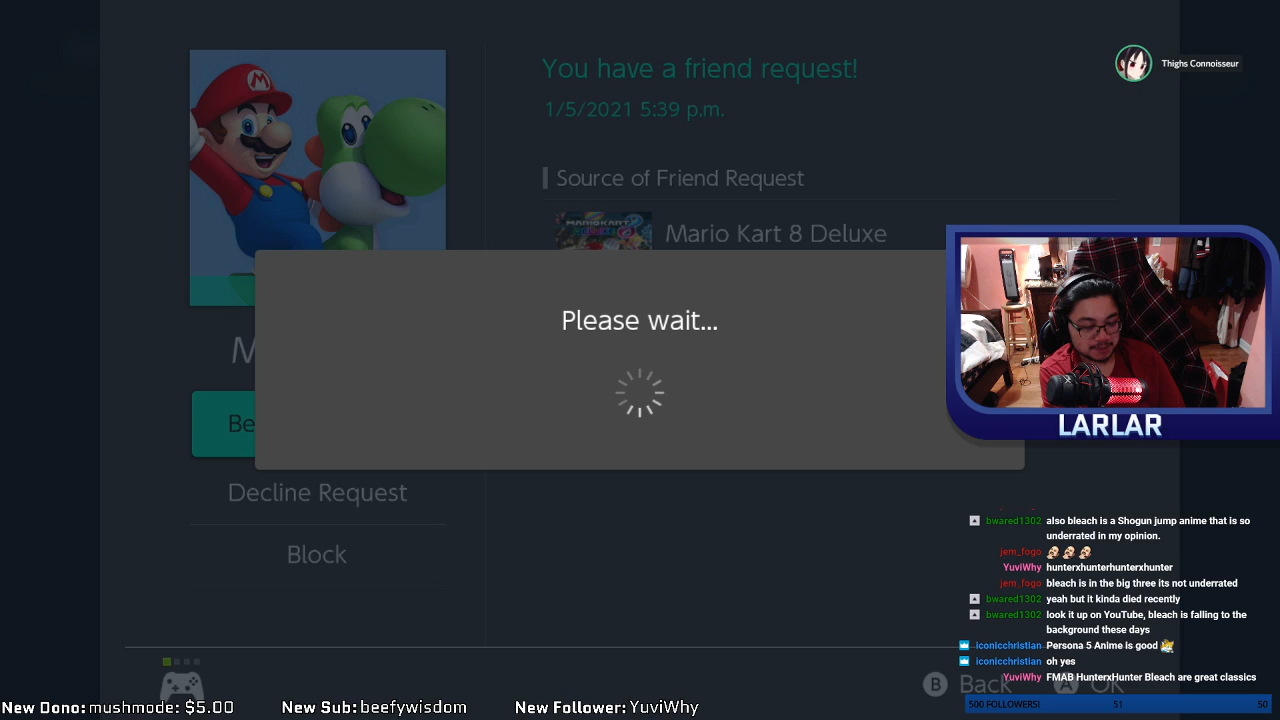 You have a friend request!
Thighs Connoisseur
1/5/2021 5:39 p.m.
Source of Friend Request
MARIOKART
Mario Kart 8 Deluxe
Please wait...
M
Be
LARLAR
Decline Request
Block
bwared1302 also bleach is a Shogun jump anime that is so
underrated in my opinion.
jem_fogo
YuviWhy hunterxhunterhunterxhunter
jem_fogo bleach is in the big three its not underrated
bwared1302 yeah but it kinda died recently
bwared1302 look it up on YouTube, bleach is falling to the
background these days
iconicchristian Persona 5 Anime is good
iconicchristian oh yes
YuviWhy FMAB HunterxHunter Bleach are great classics
B Back A OK
New Dono: mushmode: $5.00 New Sub: beefywisdom New Follower: YuviWhy
500 FOLLOWERS! 51 50